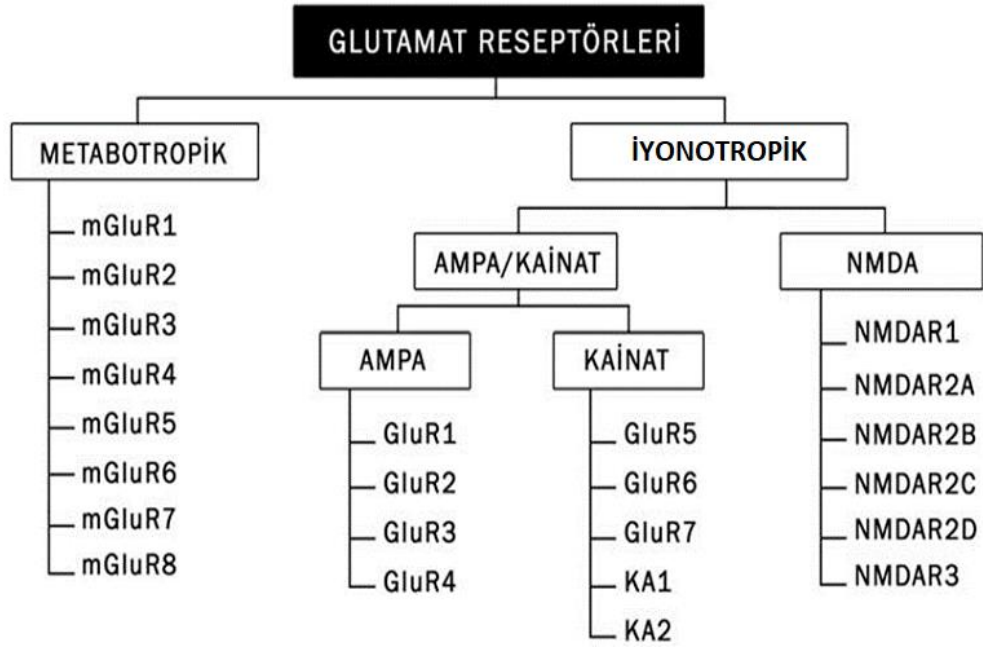 GLUTAMAT RESEPTÖRLERİ
METABOTROPİK
mGluR1
mGluR2
mGluR3
mGluR4
mGluR5
mGluR6
mGluR7
mGluR8
İYONOTROPİK
AMPA/KAİNAT
AMPA
GluR1
GluR2
GluR3
GluR4
KAİNAT
GluR5
GluR6
GluR7
KA1
KA2
NMDA
NMDAR1
NMDAR2A
NMDAR2B
NMDAR2C
NMDAR2D
NMDAR3